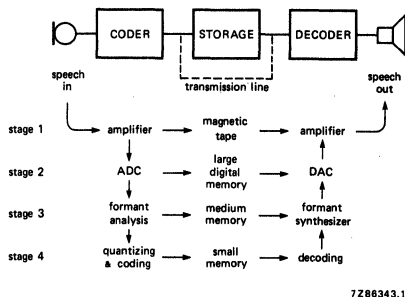 CODER STORAGE DECODER
speech in
transmission line
speech out
stage 1 amplifier magnetic tape amplifier
stage 2 ADC large digital memory DAC
stage 3 formant analysis medium memory formant synthesizer
stage 4 quantizing & coding small memory decoding
7Z86343.1